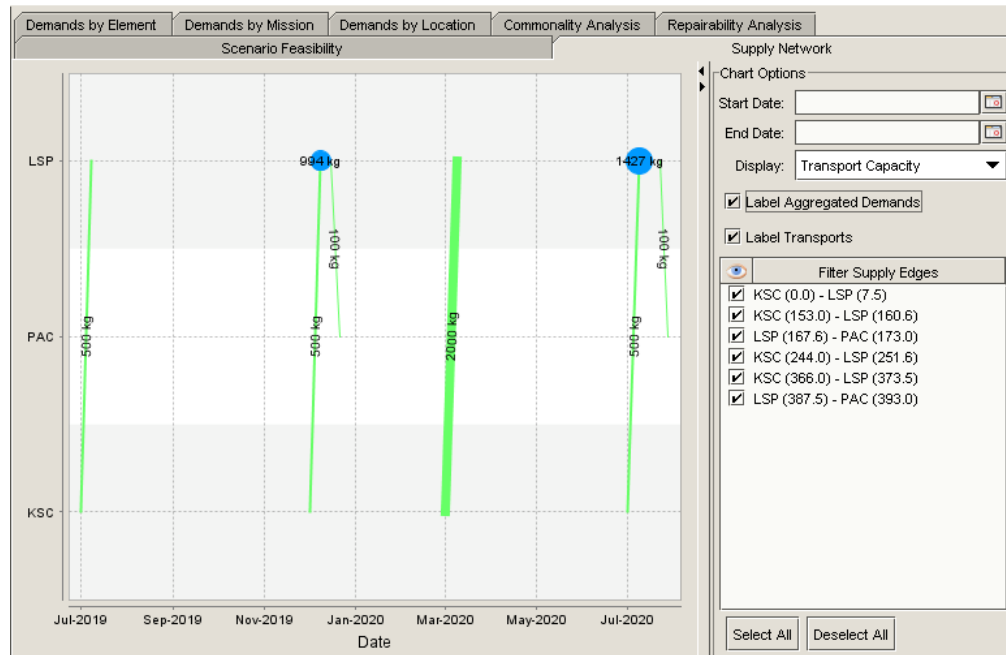 Demands by Element Demands by Mission Demands by Location Commonality Analysis Repairability Analysis
Scenario Feasibility Supply Network
Chart Options
Start Date:
End Date:
Display: Transport Capacity
Label Aggregated Demands
Label Transports
Filter Supply Edges
KSC (0.0) - LSP (7.5)
KSC (153.0) - LSP (160.6)
LSP (167.6) - PAC (173.0)
KSC (244.0) - LSP (251.6)
KSC (366.0) - LSP (373.5)
LSP (387.5) - PAC (393.0)
Select All Deselect All
LSP
PAC
KSC
994 kg
1427 kg
100 kg
100 kg
500 kg
500 kg
2000 kg
500 kg
Jul-2019 Sep-2019 Nov-2019 Jan-2020 Mar-2020 May-2020 Jul-2020
Date